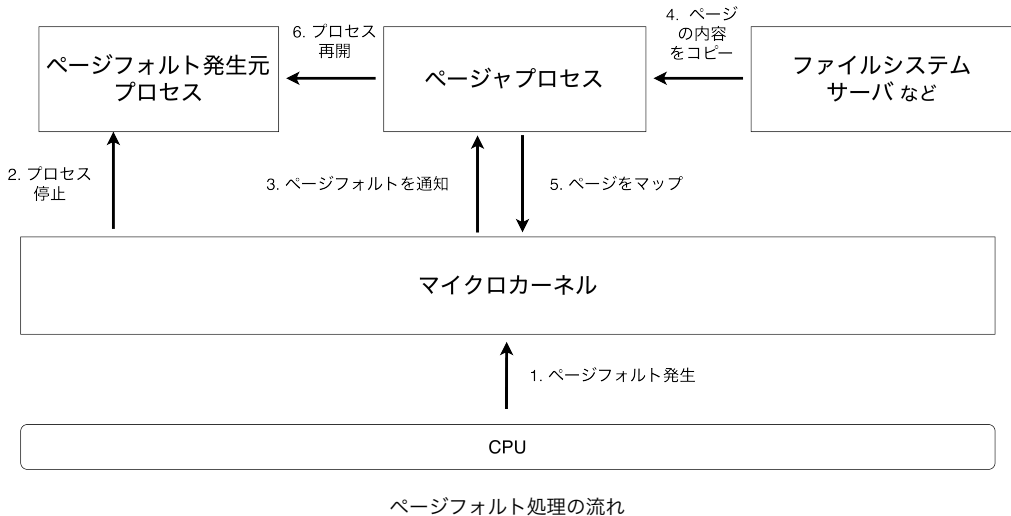 4. ページ
の内容
をコピー
6. プロセス
再開
ページフォルト発生元
プロセス
ページャプロセス
ファイルシステム
サーバ など
2. プロセス
停止
3. ページフォルトを通知
5. ページをマップ
マイクロカーネル
1. ページフォルト発生
CPU
ページフォルト処理の流れ